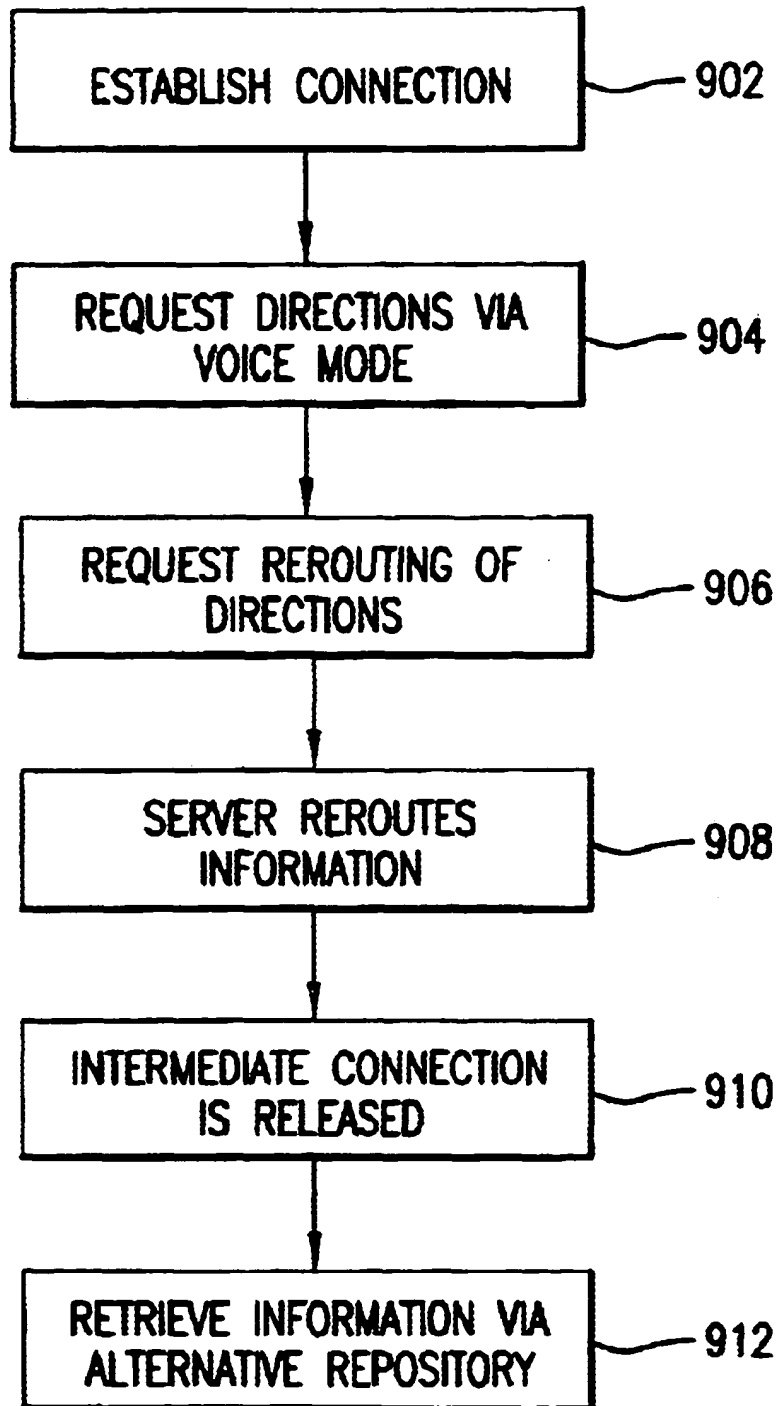 ESTABLISH CONNECTION
902
REQUEST DIRECTIONS VIA
VOICE MODE
904
REQUEST REROUTING OF
DIRECTIONS
906
SERVER REROUTES
INFORMATION
908
INTERMEDIATE CONNECTION
IS RELEASED
910
RETRIEVE INFORMATION VIA
ALTERNATIVE REPOSITORY
912